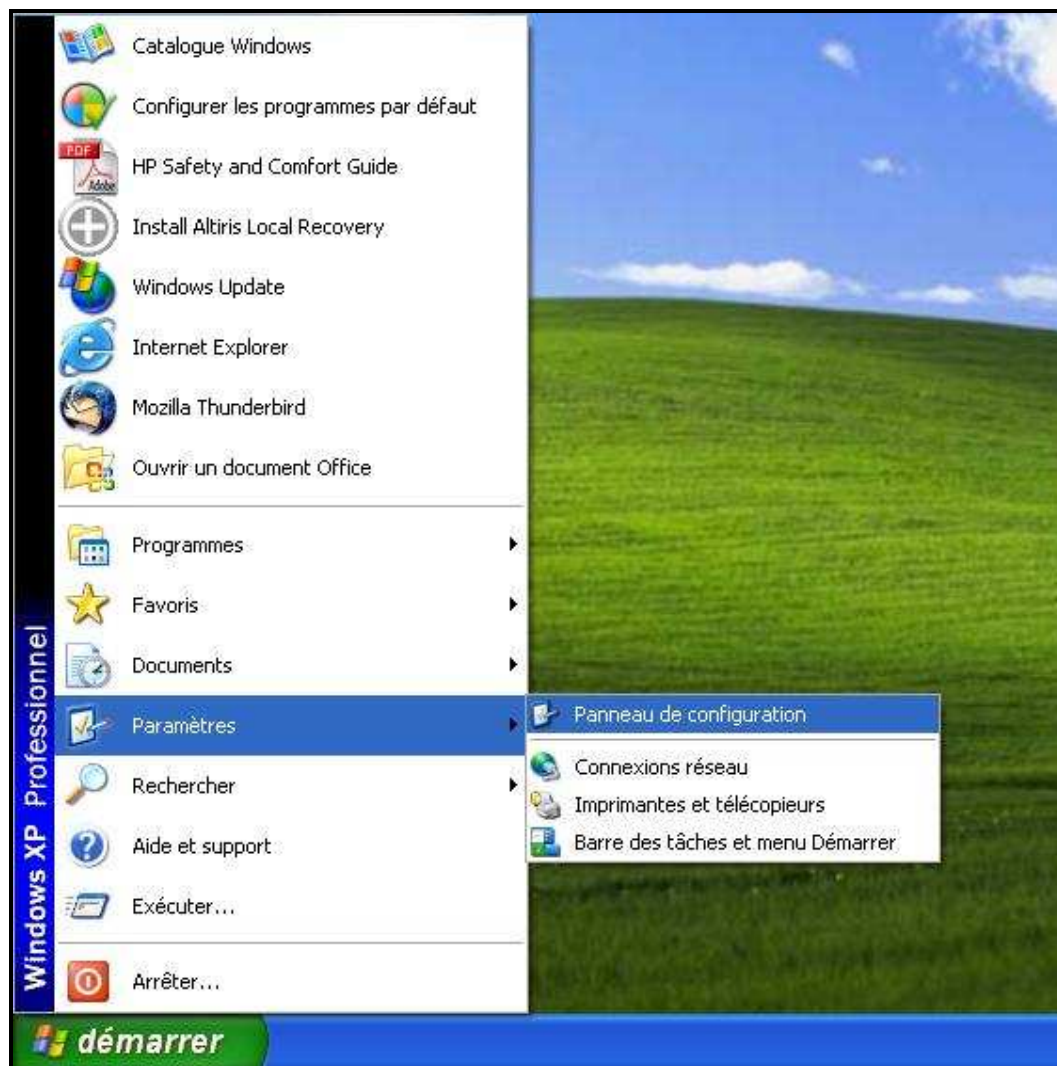 Catalogue Windows
Configurer les programmes par défaut
PDF
Adobe
HP Safety and Comfort Guide
Install Altiris Local Recovery
Windows Update
Internet Explorer
Mozilla Thunderbird
Ouvrir un document Office
Programmes
Favoris
Documents
Paramètres
Panneau de configuration
Connexions réseau
Imprimantes et télécopieurs
Barre des tâches et menu Démarrer
Rechercher
Aide et support
Exécuter...
Arrêter...
Windows XP Professionnel
démarrer